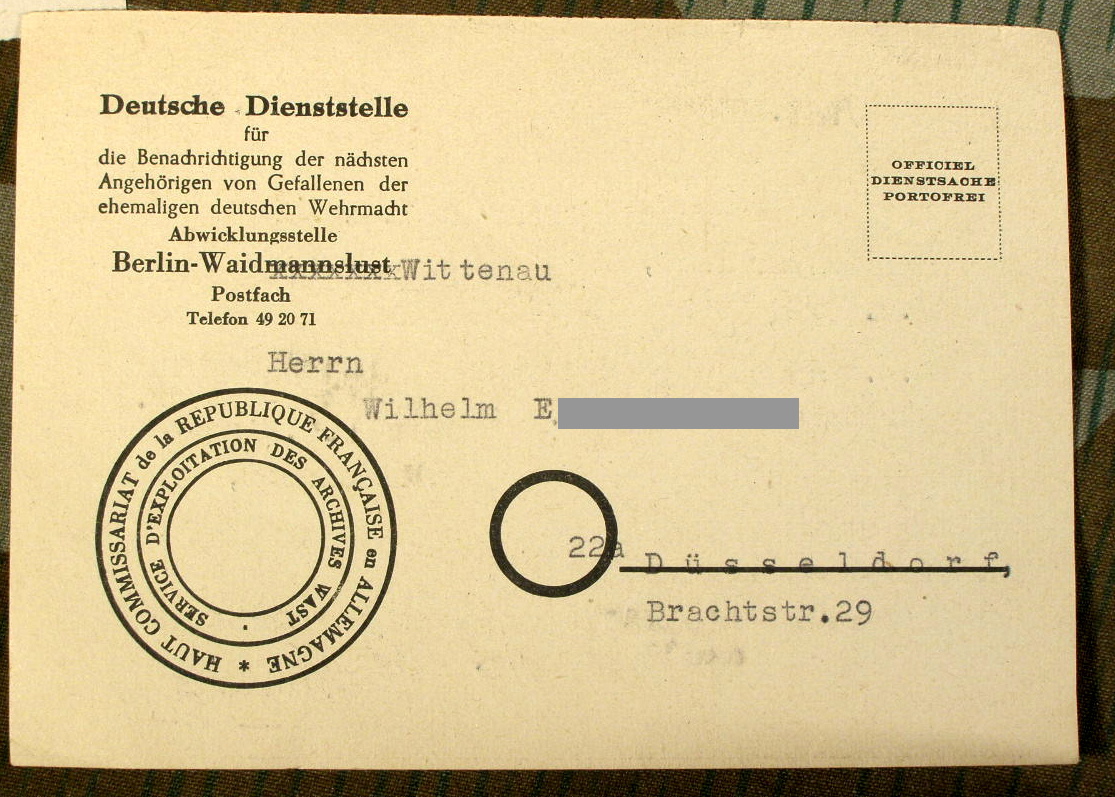 Deutsche Dienststelle
für
die Benachrichtigung der nächsten
Angehörigen von Gefallenen der
ehemaligen deutschen Wehrmacht
Abwicklungsstelle
Berlin-Waidmannslust Wittenau
Postfach
Telefon 49 20 71
OFFICIEL
DIENSTSACHE
PORTOFREI
Herrn
Wilhelm E
HAUT COMMISSARIAT de la REPUBLIQUE FRANÇAISE en ALLEMAGNE *
SERVICE D'EXPLOITATION DES ARCHIVES WAST .
22a Düsseldorf,
Brachtstr.29